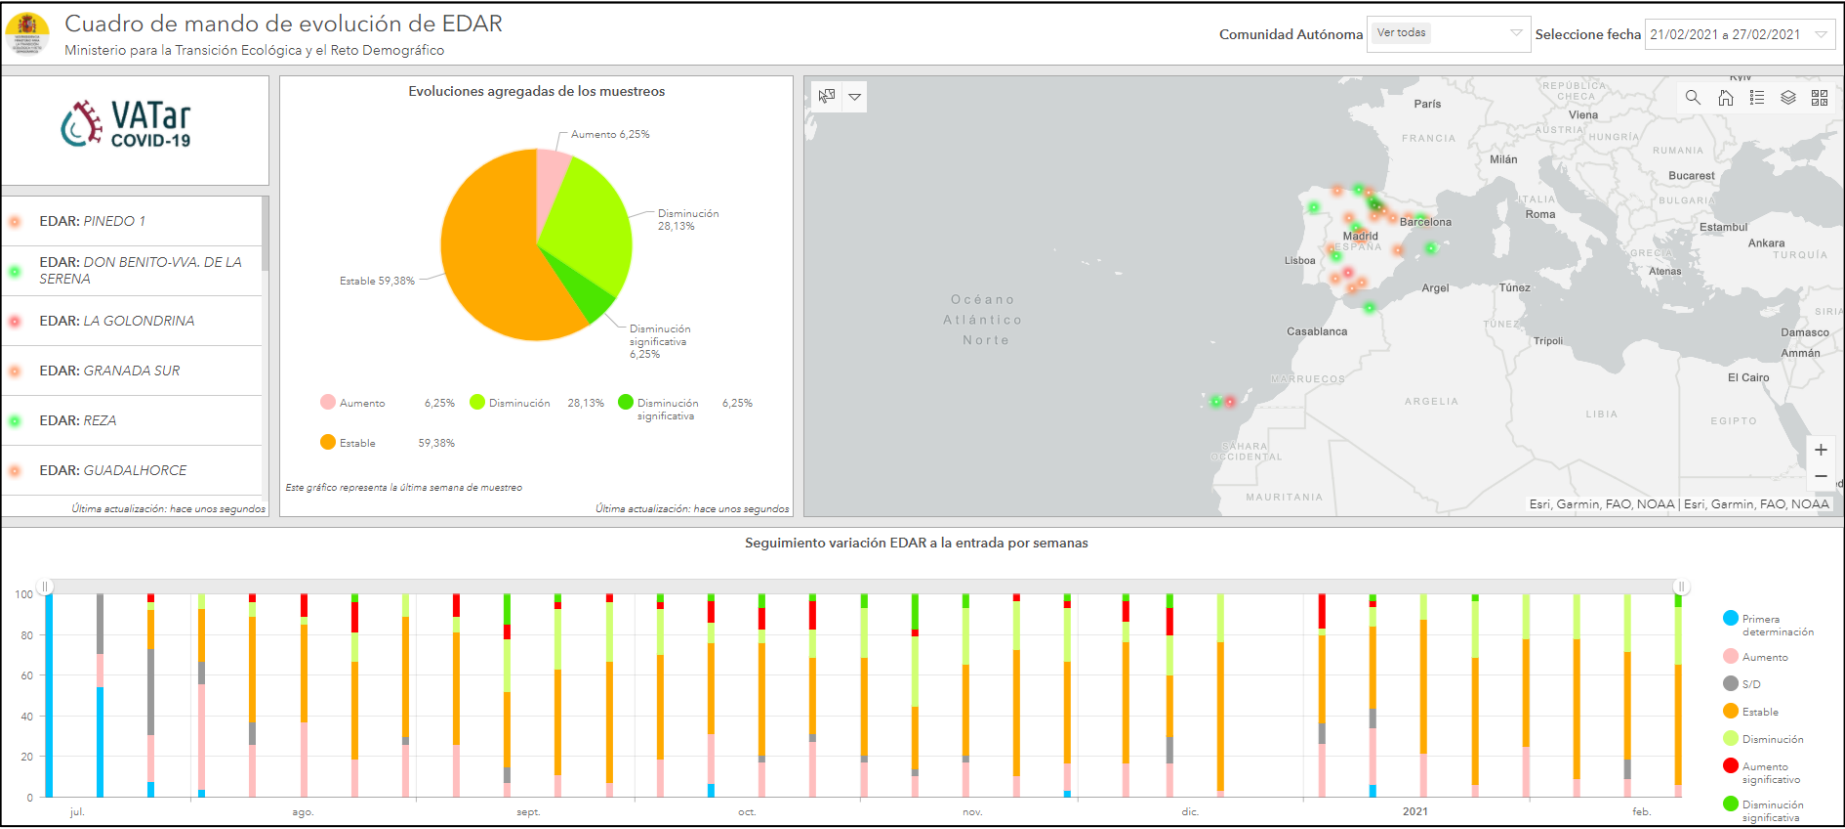 Cuadro de mando de evolución de EDAR
Ministerio para la Transición Ecológica y el Reto Demográfico
Comunidad Autónoma
Ver todas
Seleccione fecha
21/02/2021 a 27/02/2021
VATar
COVID-19
EDAR: PINEDO 1
EDAR: DON BENITO-VVA. DE LA
SERENA
EDAR: LA GOLONDRINA
EDAR: GRANADA SUR
EDAR: REZA
EDAR: GUADALHORCE
Última actualización: hace unos segundos
Evoluciones agregadas de los muestreos
Aumento 6,25%
Disminución
28,13%
Estable 59,38%
Disminución
significativa
6,25%
Aumento 6,25%
Disminución 28,13%
Disminución
significativa
6,25%
Estable 59,38%
Este gráfico representa la última semana de muestreo
Última actualización: hace unos segundos
Kyiv
REPÚBLICA
CHECA
París
Viena
FRANCIA
AUSTRIA
HUNGRÍA
Milán
RUMANIA
Bucarest
ITALIA
Roma
BULGARIA
Barcelona
Estambul
Madrid
ESPAÑA
Ankara
TURQUÍA
Lisboa
GRECIA
Atenas
Argel
Túnez
Océano
Atlántico
Norte
SIRIA
Casablanca
TÚNEZ
Trípoli
Damasco
Ammán
MARRUECOS
El Cairo
ARGELIA
LIBIA
EGIPTO
SÁHARA
OCCIDENTAL
MAURITANIA
Esri, Garmin, FAO, NOAA | Esri, Garmin, FAO, NOAA
Seguimiento variación EDAR a la entrada por semanas
100
80
60
40
20
0
jul.
ago.
sept.
oct.
nov.
dic.
2021
feb.
Primera
determinación
Aumento
S/D
Estable
Disminución
Aumento
significativo
Disminución
significativa